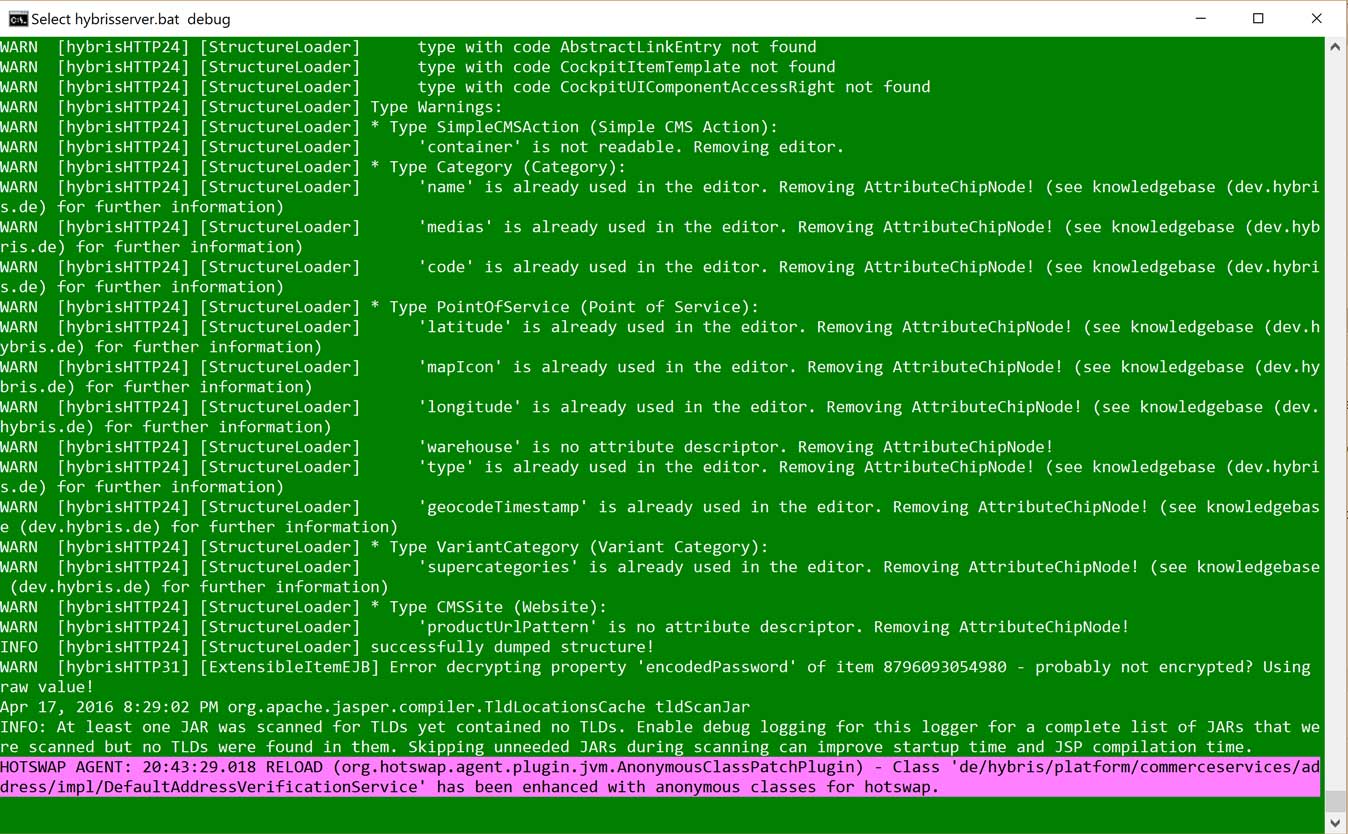 Select hybrisserver.bat  debug
WARN  [hybrisHTTP24] [StructureLoader]      type with code AbstractLinkEntry not found
WARN  [hybrisHTTP24] [StructureLoader]      type with code CockpitItemTemplate not found
WARN  [hybrisHTTP24] [StructureLoader]      type with code CockpitUIComponentAccessRight not found
WARN  [hybrisHTTP24] [StructureLoader] Type Warnings:
WARN  [hybrisHTTP24] [StructureLoader] * Type SimpleCMSAction (Simple CMS Action):
WARN  [hybrisHTTP24] [StructureLoader]      'container' is not readable. Removing editor.
WARN  [hybrisHTTP24] [StructureLoader] * Type Category (Category):
WARN  [hybrisHTTP24] [StructureLoader]      'name' is already used in the editor. Removing AttributeChipNode! (see knowledgebase (dev.hybri
s.de) for further information)
WARN  [hybrisHTTP24] [StructureLoader]      'medias' is already used in the editor. Removing AttributeChipNode! (see knowledgebase (dev.hyb
ris.de) for further information)
WARN  [hybrisHTTP24] [StructureLoader]      'code' is already used in the editor. Removing AttributeChipNode! (see knowledgebase (dev.hybri
s.de) for further information)
WARN  [hybrisHTTP24] [StructureLoader] * Type PointOfService (Point of Service):
WARN  [hybrisHTTP24] [StructureLoader]      'latitude' is already used in the editor. Removing AttributeChipNode! (see knowledgebase (dev.h
ybris.de) for further information)
WARN  [hybrisHTTP24] [StructureLoader]      'mapIcon' is already used in the editor. Removing AttributeChipNode! (see knowledgebase (dev.hy
bris.de) for further information)
WARN  [hybrisHTTP24] [StructureLoader]      'longitude' is already used in the editor. Removing AttributeChipNode! (see knowledgebase (dev.
hybris.de) for further information)
WARN  [hybrisHTTP24] [StructureLoader]      'warehouse' is no attribute descriptor. Removing AttributeChipNode!
WARN  [hybrisHTTP24] [StructureLoader]      'type' is already used in the editor. Removing AttributeChipNode! (see knowledgebase (dev.hybri
s.de) for further information)
WARN  [hybrisHTTP24] [StructureLoader]      'geocodeTimestamp' is already used in the editor. Removing AttributeChipNode! (see knowledgebas
e (dev.hybris.de) for further information)
WARN  [hybrisHTTP24] [StructureLoader] * Type VariantCategory (Variant Category):
WARN  [hybrisHTTP24] [StructureLoader]      'supercategories' is already used in the editor. Removing AttributeChipNode! (see knowledgebase
 (dev.hybris.de) for further information)
WARN  [hybrisHTTP24] [StructureLoader] * Type CMSSite (Website):
WARN  [hybrisHTTP24] [StructureLoader]      'productUrlPattern' is no attribute descriptor. Removing AttributeChipNode!
INFO  [hybrisHTTP24] [StructureLoader] successfully dumped structure!
WARN  [hybrisHTTP31] [ExtensibleItemEJB] Error decrypting property 'encodedPassword' of item 8796093054980 - probably not encrypted? Using
raw value!
Apr 17, 2016 8:29:02 PM org.apache.jasper.compiler.TldLocationsCache tldScanJar
INFO: At least one JAR was scanned for TLDs yet contained no TLDs. Enable debug logging for this logger for a complete list of JARs that we
re scanned but no TLDs were found in them. Skipping unneeded JARs during scanning can improve startup time and JSP compilation time.
HOTSWAP AGENT: 20:43:29.018 RELOAD (org.hotswap.agent.plugin.jvm.AnonymousClassPatchPlugin) - Class 'de/hybris/platform/commerceservices/ad
dress/impl/DefaultAddressVerificationService' has been enhanced with anonymous classes for hotswap.